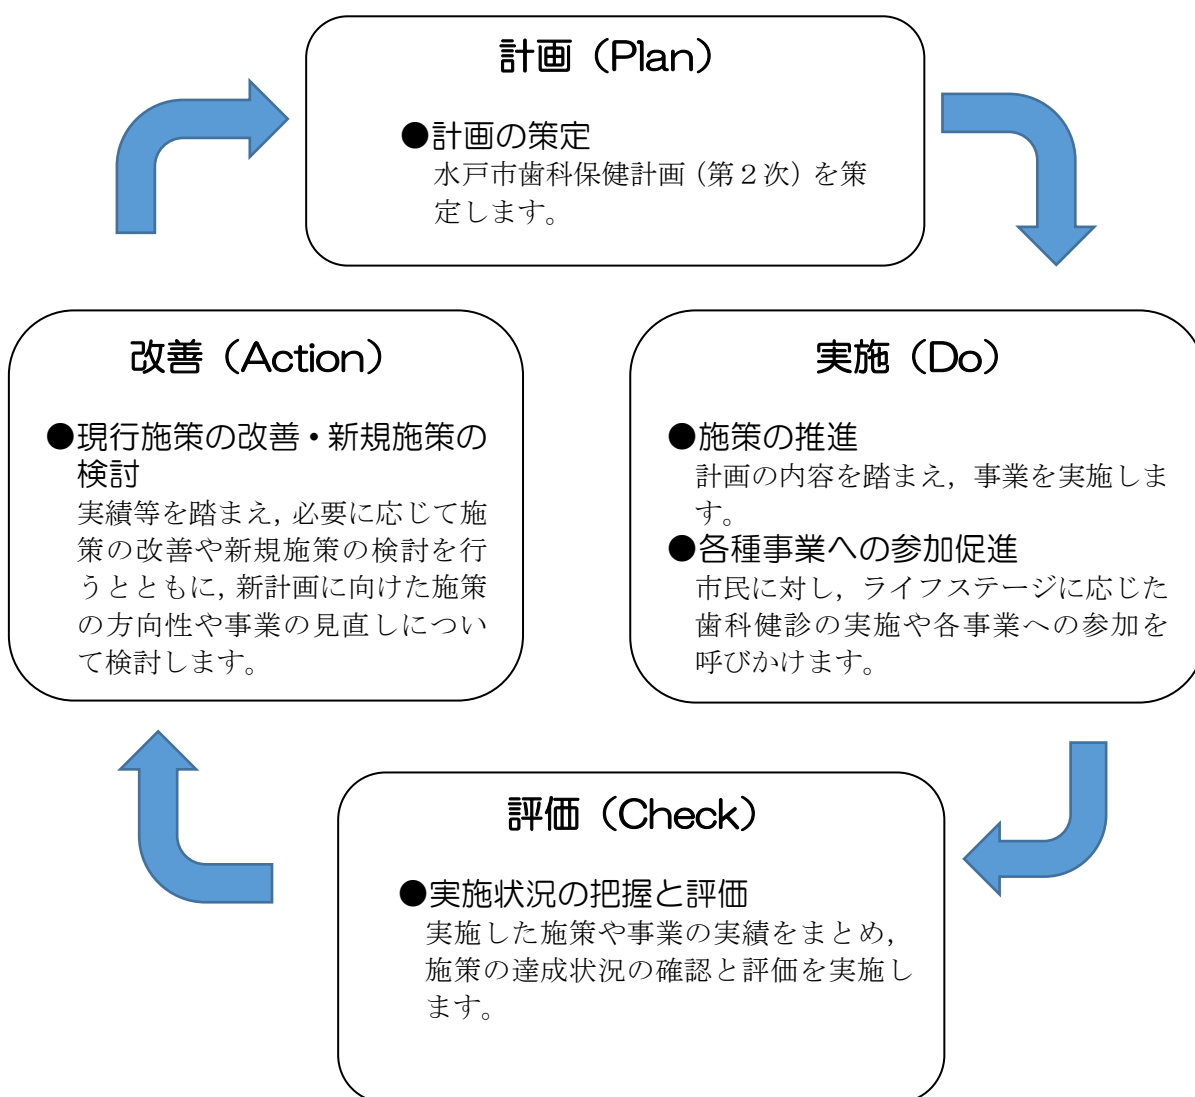 計画（Plan）
●計画の策定
水戸市歯科保健計画（第２次）を策
定します。
改善（Action）
●現行施策の改善・新規施策の
検討
実績等を踏まえ，必要に応じて施
策の改善や新規施策の検討を行
うとともに，新計画に向けた施策
の方向性や事業の見直しについ
て検討します。
実施（Do）
●施策の推進
計画の内容を踏まえ，事業を実施しま
す。
●各種事業への参加促進
市民に対し，ライフステージに応じた
歯科健診の実施や各事業への参加を
呼びかけます。
評価（Check）
●実施状況の把握と評価
実施した施策や事業の実績をまとめ，
施策の達成状況の確認と評価を実施し
ます。